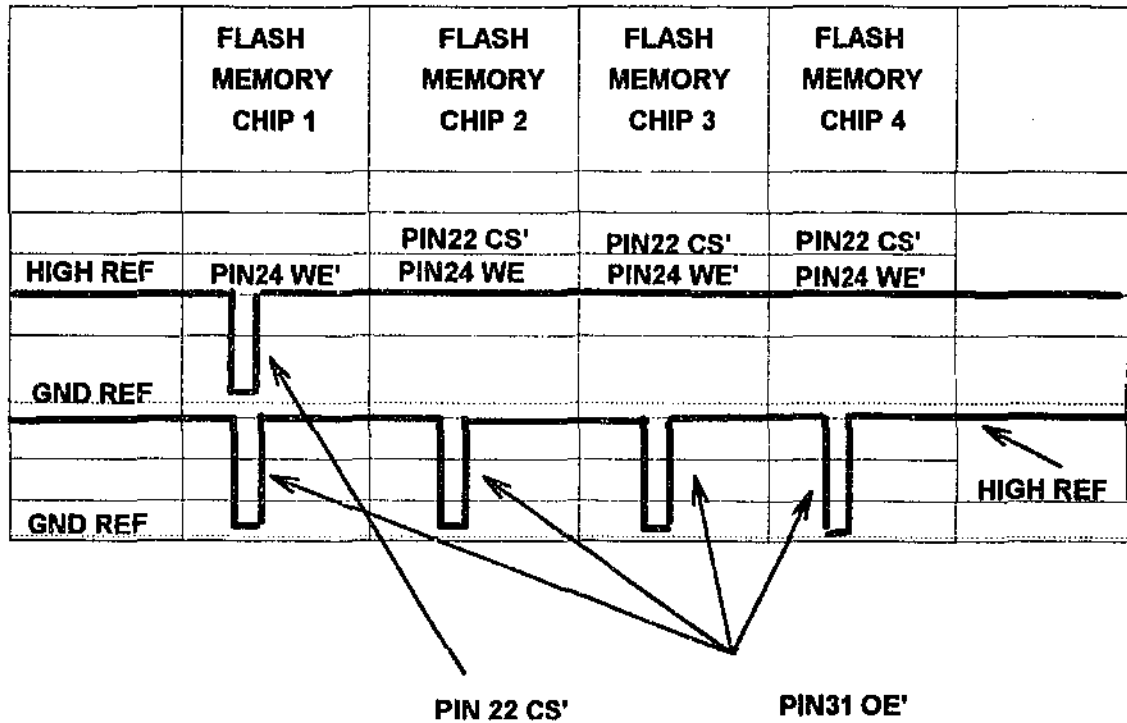 FLASH MEMORY CHIP 1
FLASH MEMORY CHIP 2
FLASH MEMORY CHIP 3
FLASH MEMORY CHIP 4
PIN22 CS' PIN22 CS' PIN22 CS'
HIGH REF PIN24 WE' PIN24 WE PIN24 WE' PIN24 WE'
GND REF
HIGH REF
GND REF
PIN 22 CS' PIN31 OE'